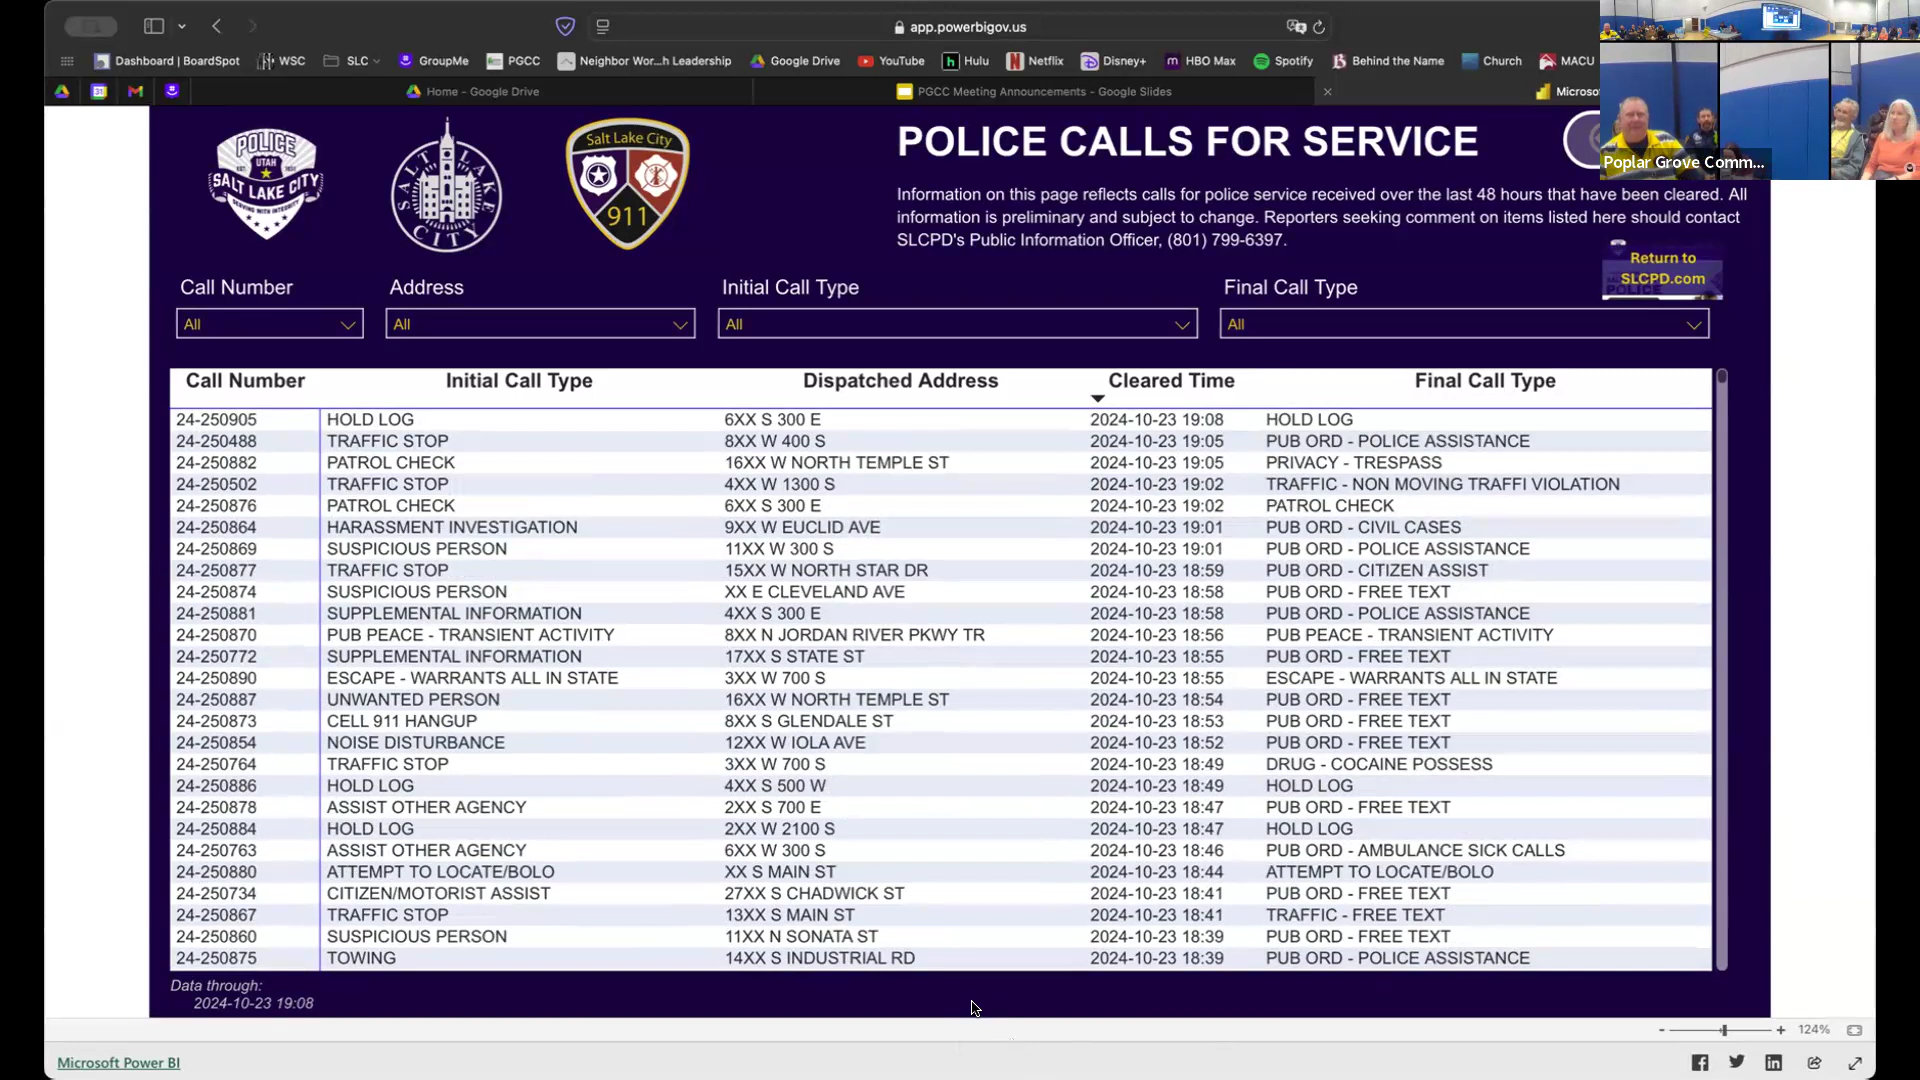 app.powerbigov.us
Dashboard | BoardSpot
WSC
SLC
GroupMe
PGCC
Neighbor Wor...h Leadership
Google Drive
YouTube
Hulu
Netflix
Disney+
HBO Max
Spotify
Behind the Name
Church
MACU
Home - Google Drive
PGCC Meeting Announcements - Google Slides
Microso
Poplar Grove Comm...
POLICE
UTAH
SALT LAKE CITY
SERVING WITH INTEGRITY
SALT LAKE
CITY
Salt Lake City
911
POLICE CALLS FOR SERVICE
Information on this page reflects calls for police service received over the last 48 hours that have been cleared. All
information is preliminary and subject to change. Reporters seeking comment on items listed here should contact
SLCPD's Public Information Officer, (801) 799-6397.
Return to
SLCPD.com
Call Number Address Initial Call Type Final Call Type
All All All All
Call Number Initial Call Type Dispatched Address Cleared Time Final Call Type
24-250905 HOLD LOG 6XX S 300 E 2024-10-23 19:08 HOLD LOG
24-250488 TRAFFIC STOP 8XX W 400 S 2024-10-23 19:05 PUB ORD - POLICE ASSISTANCE
24-250882 PATROL CHECK 16XX W NORTH TEMPLE ST 2024-10-23 19:05 PRIVACY - TRESPASS
24-250502 TRAFFIC STOP 4XX W 1300 S 2024-10-23 19:02 TRAFFIC - NON MOVING TRAFFI VIOLATION
24-250876 PATROL CHECK 6XX S 300 E 2024-10-23 19:02 PATROL CHECK
24-250864 HARASSMENT INVESTIGATION 9XX W EUCLID AVE 2024-10-23 19:01 PUB ORD - CIVIL CASES
24-250869 SUSPICIOUS PERSON 11XX W 300 S 2024-10-23 19:01 PUB ORD - POLICE ASSISTANCE
24-250877 TRAFFIC STOP 15XX W NORTH STAR DR 2024-10-23 18:59 PUB ORD - CITIZEN ASSIST
24-250874 SUSPICIOUS PERSON XX E CLEVELAND AVE 2024-10-23 18:58 PUB ORD - FREE TEXT
24-250881 SUPPLEMENTAL INFORMATION 4XX S 300 E 2024-10-23 18:58 PUB ORD - POLICE ASSISTANCE
24-250870 PUB PEACE - TRANSIENT ACTIVITY 8XX N JORDAN RIVER PKWY TR 2024-10-23 18:56 PUB PEACE - TRANSIENT ACTIVITY
24-250772 SUPPLEMENTAL INFORMATION 17XX S STATE ST 2024-10-23 18:55 PUB ORD - FREE TEXT
24-250890 ESCAPE - WARRANTS ALL IN STATE 3XX W 700 S 2024-10-23 18:55 ESCAPE - WARRANTS ALL IN STATE
24-250887 UNWANTED PERSON 16XX W NORTH TEMPLE ST 2024-10-23 18:54 PUB ORD - FREE TEXT
24-250873 CELL 911 HANGUP 8XX S GLENDALE ST 2024-10-23 18:53 PUB ORD - FREE TEXT
24-250854 NOISE DISTURBANCE 12XX W IOLA AVE 2024-10-23 18:52 PUB ORD - FREE TEXT
24-250764 TRAFFIC STOP 3XX W 700 S 2024-10-23 18:49 DRUG - COCAINE POSSESS
24-250886 HOLD LOG 4XX S 500 W 2024-10-23 18:49 HOLD LOG
24-250878 ASSIST OTHER AGENCY 2XX S 700 E 2024-10-23 18:47 PUB ORD - FREE TEXT
24-250884 HOLD LOG 2XX W 2100 S 2024-10-23 18:47 HOLD LOG
24-250763 ASSIST OTHER AGENCY 6XX W 300 S 2024-10-23 18:46 PUB ORD - AMBULANCE SICK CALLS
24-250880 ATTEMPT TO LOCATE/BOLO XX S MAIN ST 2024-10-23 18:44 ATTEMPT TO LOCATE/BOLO
24-250734 CITIZEN/MOTORIST ASSIST 27XX S CHADWICK ST 2024-10-23 18:41 PUB ORD - FREE TEXT
24-250867 TRAFFIC STOP 13XX S MAIN ST 2024-10-23 18:41 TRAFFIC - FREE TEXT
24-250860 SUSPICIOUS PERSON 11XX N SONATA ST 2024-10-23 18:39 PUB ORD - FREE TEXT
24-250875 TOWING 14XX S INDUSTRIAL RD 2024-10-23 18:39 PUB ORD - POLICE ASSISTANCE
Data through:
2024-10-23 19:08
124%
Microsoft Power BI